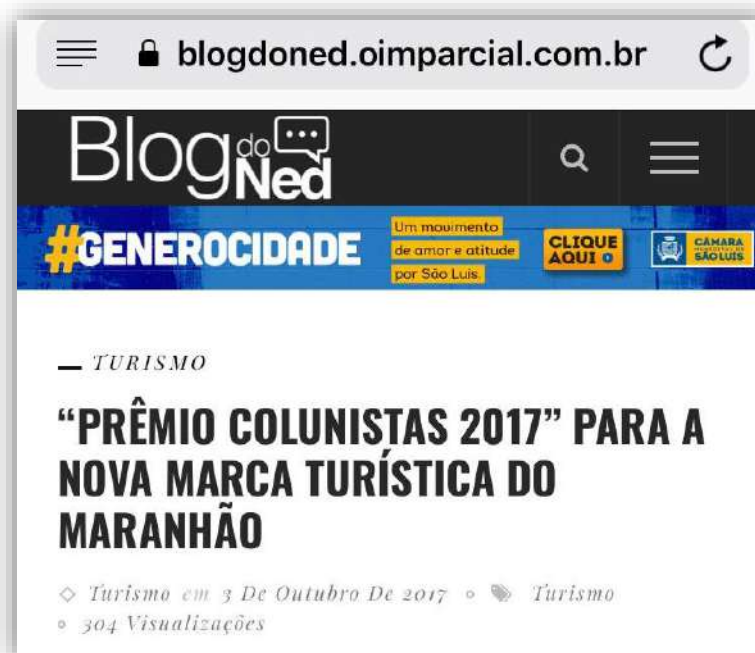 blogdoned.oimparcial.com.br
Blog do Ned
#GENEROCIDADE
Um movimento
de amor e atitude
por São Luís.
CLIQUE
AQUI
CÂMARA
SÃO LUÍS
TURISMO
“PRÊMIO COLUNISTAS 2017” PARA A
NOVA MARCA TURÍSTICA DO
MARANHÃO
Turismo em 3 De Outubro De 2017 Turismo
304 Visualizações